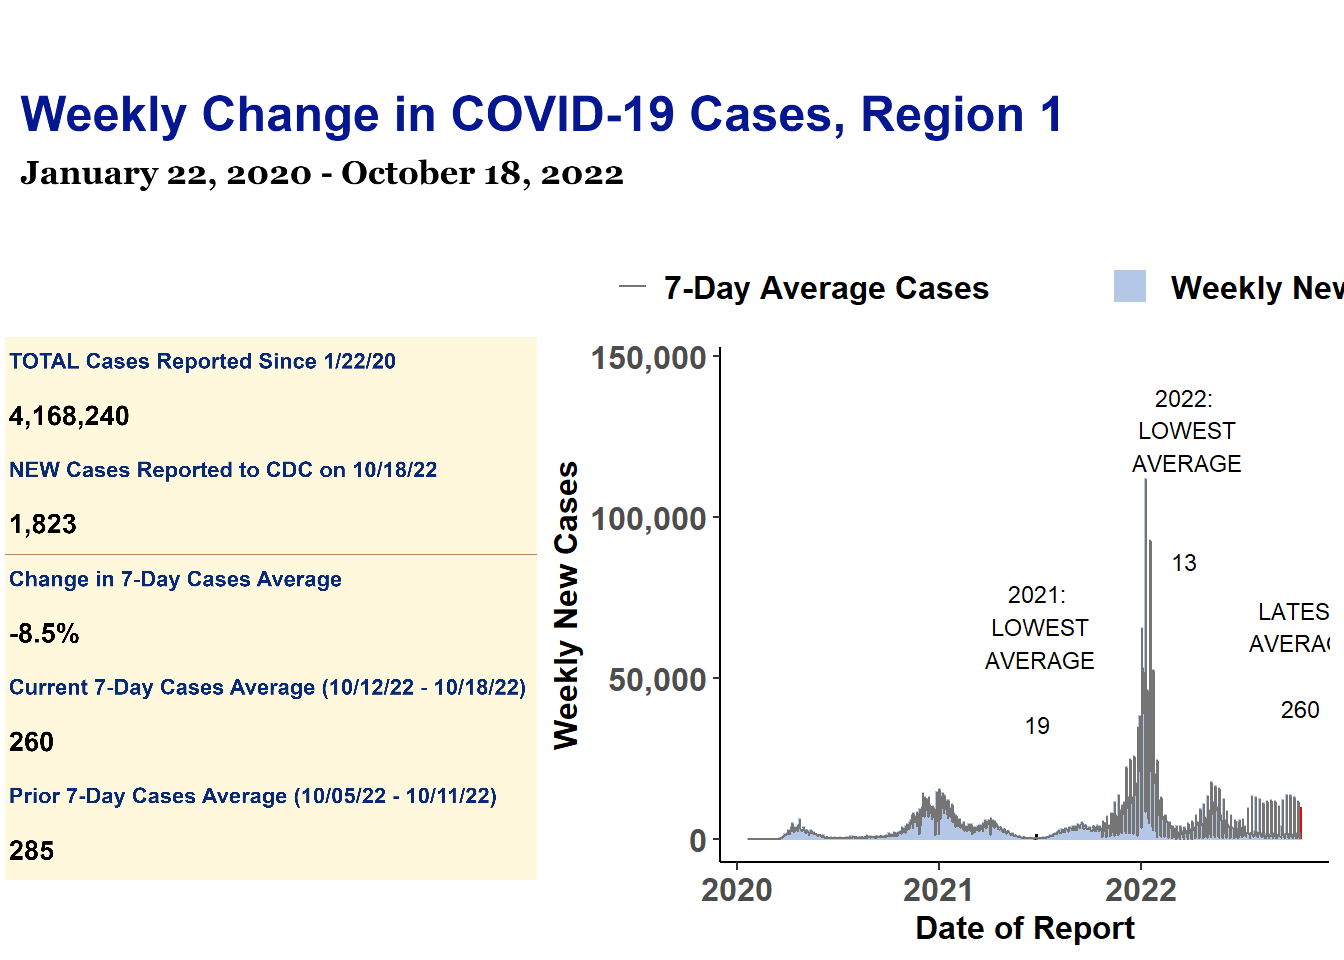 Weekly Change in COVID-19 Cases, Region 1
January 22, 2020 - October 18, 2022
7-Day Average Cases
Weekly New
TOTAL Cases Reported Since 1/22/20
4,168,240
NEW Cases Reported to CDC on 10/18/22
1,823
Change in 7-Day Cases Average
-8.5%
Current 7-Day Cases Average (10/12/22 - 10/18/22)
260
Prior 7-Day Cases Average (10/05/22 - 10/11/22)
285
Weekly New Cases
150,000
100,000
50,000
0
2021:
LOWEST
AVERAGE
19
2022:
LOWEST
AVERAGE
13
LATES
AVERAG
260
2020
2021
2022
Date of Report